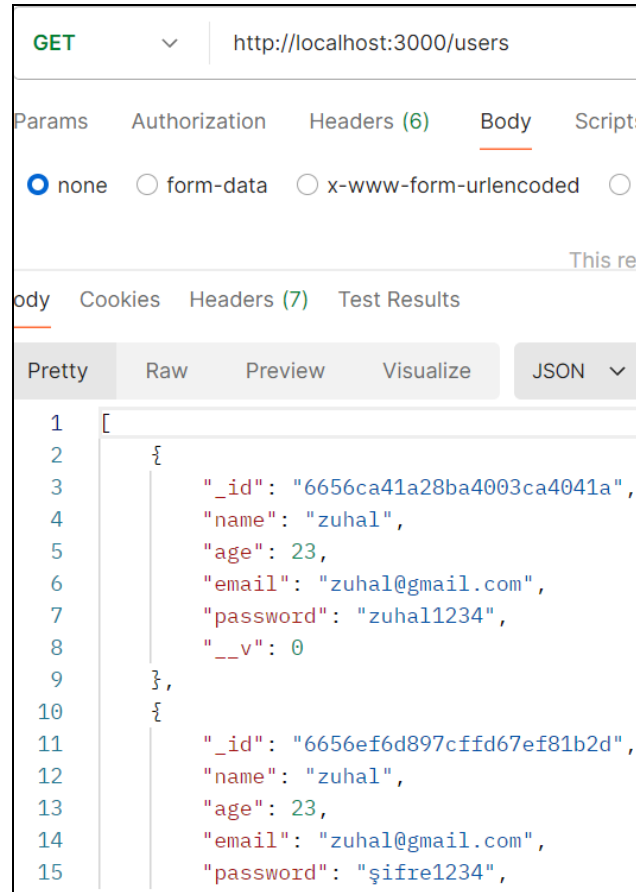 GET http://localhost:3000/users
Params Authorization Headers (6) Body Scripts
none form-data x-www-form-urlencoded
This re
ody Cookies Headers (7) Test Results
Pretty Raw Preview Visualize JSON
1 [
2 {
3 "_id": "6656ca41a28ba4003ca4041a",
4 "name": "zuhal",
5 "age": 23,
6 "email": "zuhal@gmail.com",
7 "password": "zuhal1234",
8 "__v": 0
9 },
10 {
11 "_id": "6656ef6d897cffd67ef81b2d",
12 "name": "zuhal",
13 "age": 23,
14 "email": "zuhal@gmail.com",
15 "password": "şifre1234",